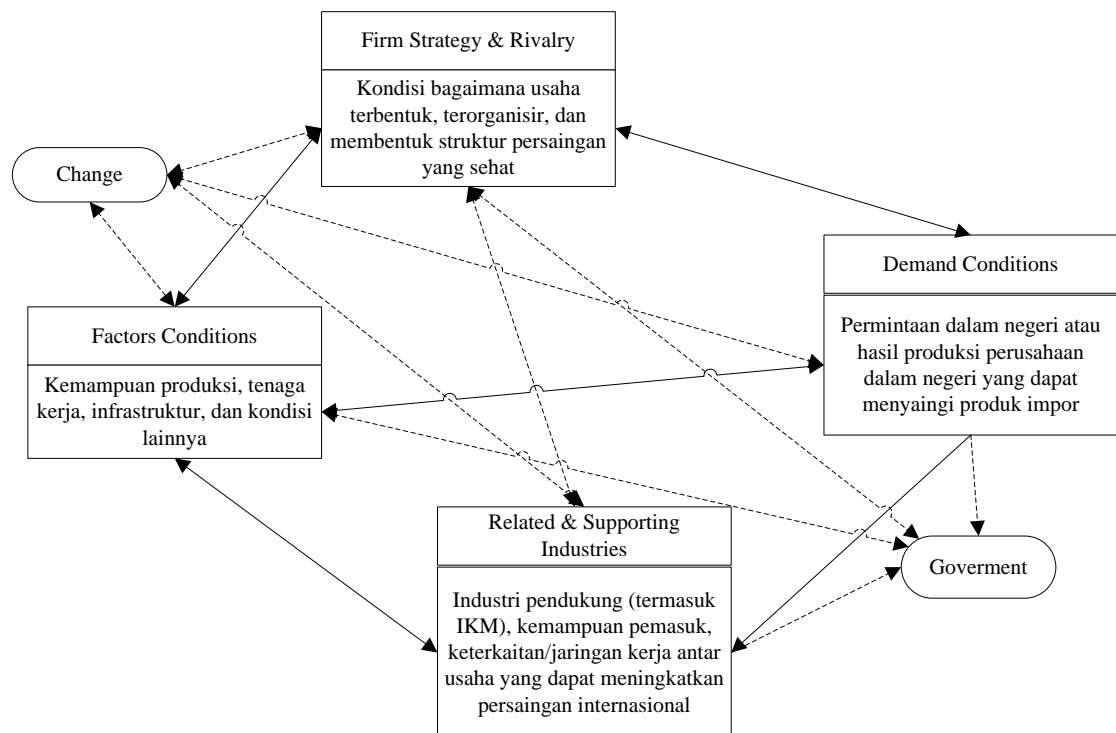 Firm Strategy & Rivalry
Kondisi bagaimana usaha
terbentuk, terorganisir, dan
membentuk struktur persaingan
yang sehat
Change
Demand Conditions
Permintaan dalam negeri atau
hasil produksi perusahaan
dalam negeri yang dapat
menyaingi produk impor
Factors Conditions
Kemampuan produksi, tenaga
kerja, infrastruktur, dan kondisi
lainnya
Related & Supporting
Industries
Industri pendukung (termasuk
IKM), kemampuan pemasuk,
keterkaitan/jaringan kerja antar
usaha yang dapat meningkatkan
persaingan internasional
Goverment